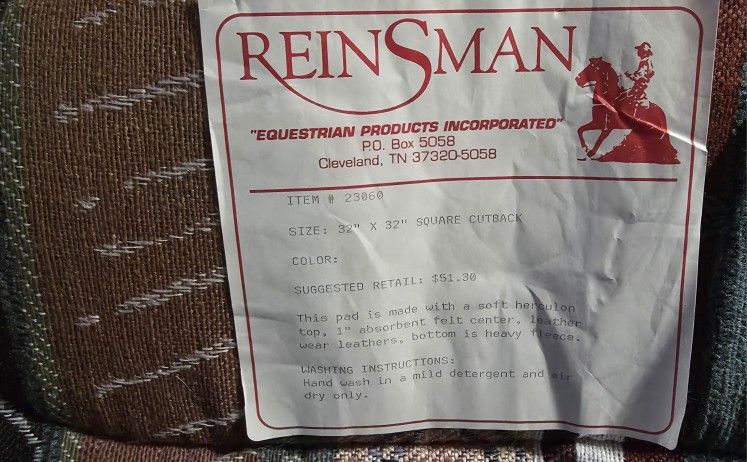 REINSMAN
"EQUESTRIAN PRODUCTS INCORPORATED"
P.O. Box 5058
Cleveland, TN 37320-5058
ITEM # 23060
SIZE: 32" X 32" SQUARE CUTBACK
COLOR:
SUGGESTED RETAIL: $51.30
This pad is made with a soft herculon
top, 1" absorbent felt center, leather
wear leathers, bottom is heavy fleece.
WASHING INSTRUCTIONS:
Hand wash in a mild detergent and air
dry only.